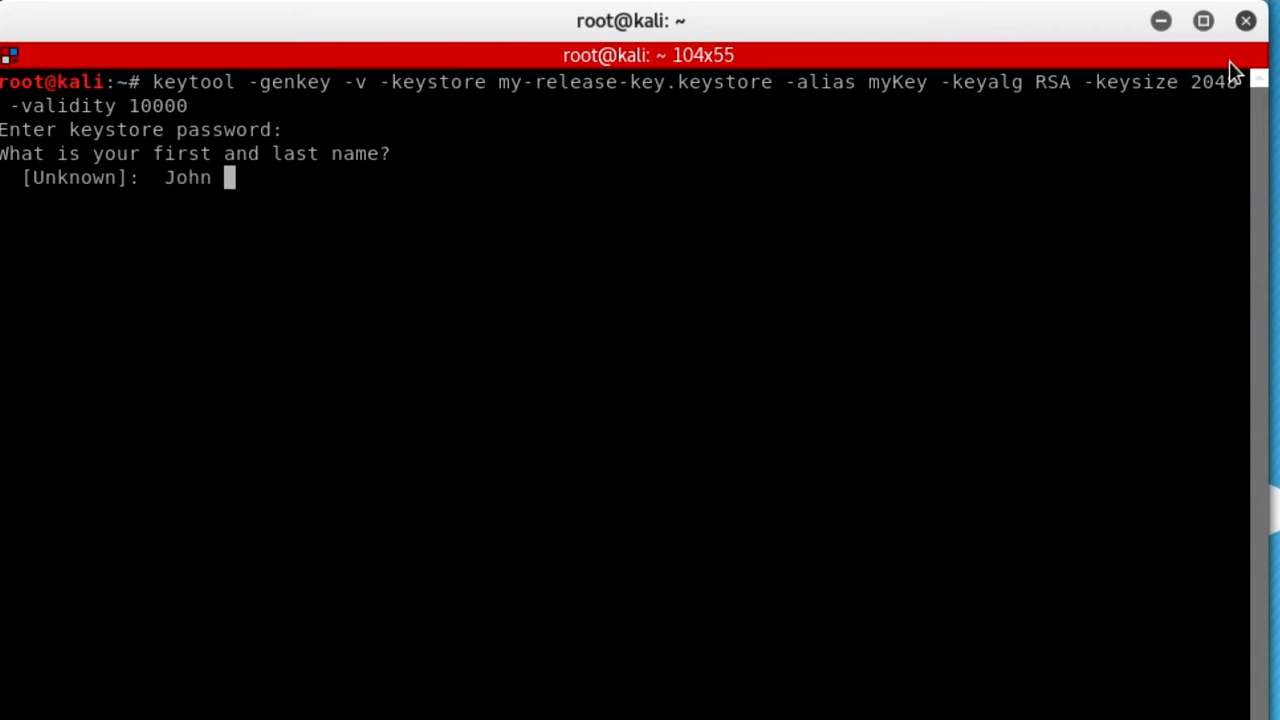 root@kali: ~
root@kali: ~ 104x55
root@kali:~# keytool -genkey -v -keystore my-release-key.keystore -alias myKey -keyalg RSA -keysize 2048
-validity 10000
Enter keystore password:
What is your first and last name?
[Unknown]: John